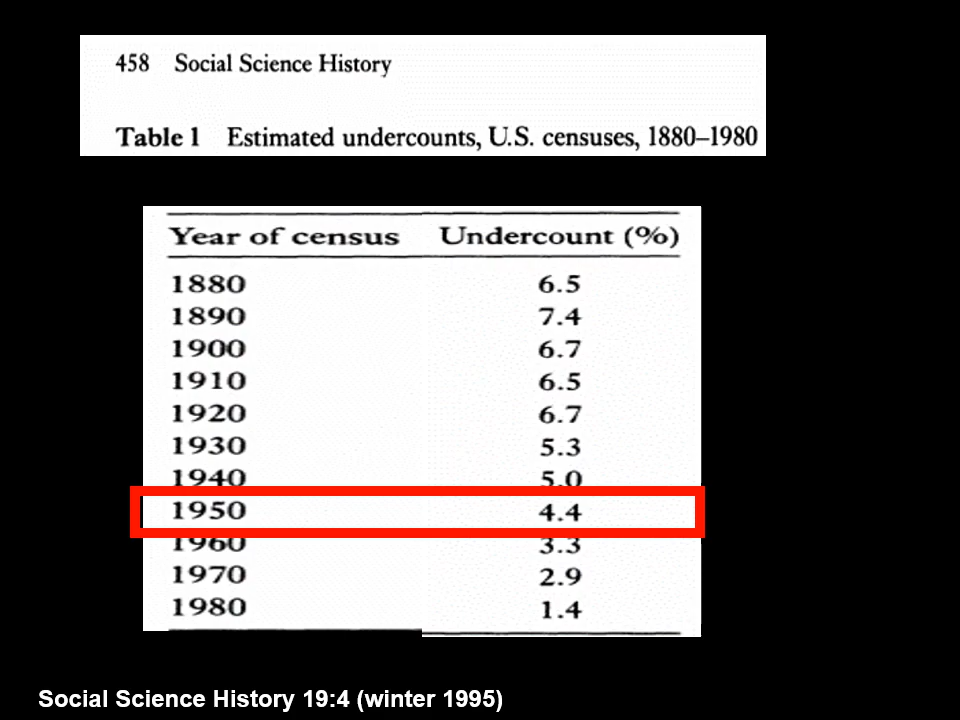 458 Social Science History
Table 1 Estimated undercounts, U.S. censuses, 1880–1980
Year of census Undercount (%)
1880 6.5
1890 7.4
1900 6.7
1910 6.5
1920 6.7
1930 5.3
1940 5.0
1950 4.4
1960 3.3
1970 2.9
1980 1.4
Social Science History 19:4 (winter 1995)